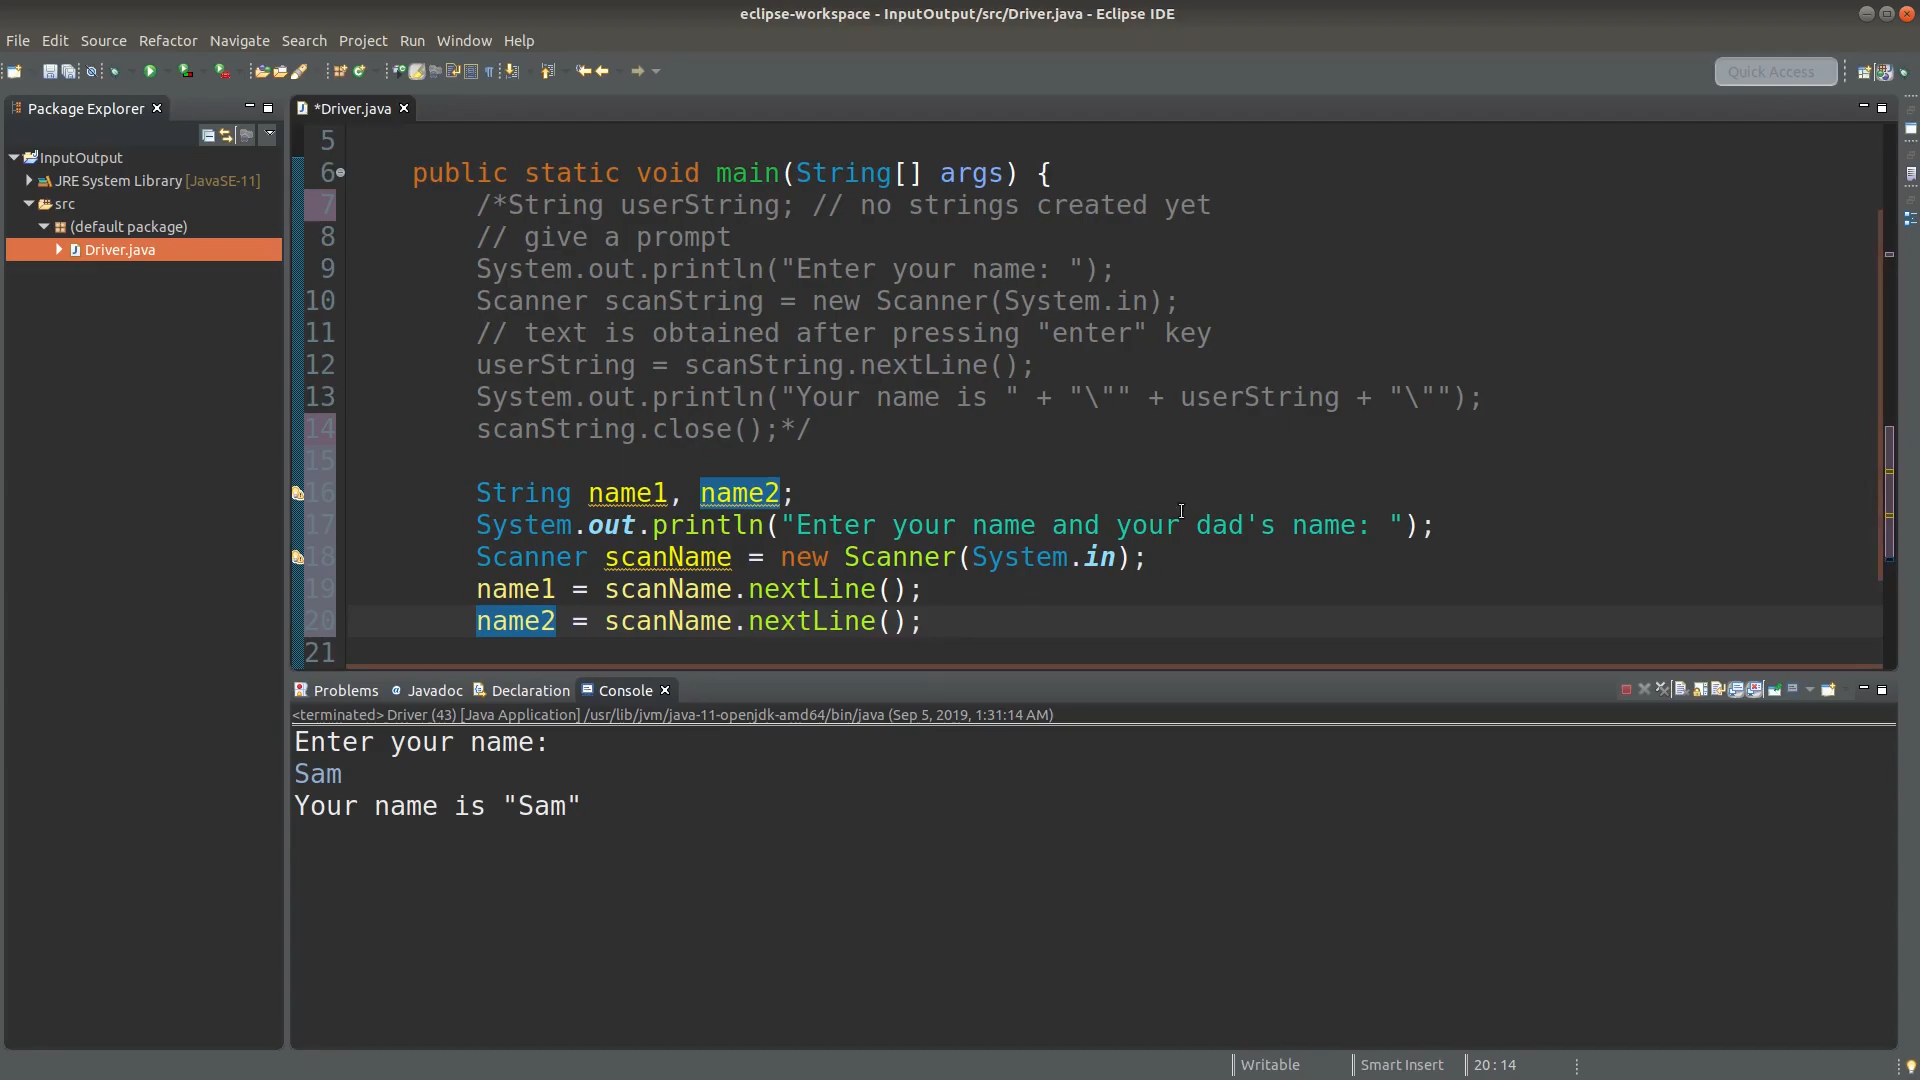 eclipse-workspace - InputOutput/src/Driver.java - Eclipse IDE
File Edit Source Refactor Navigate Search Project Run Window Help
Quick Access
Package Explorer
*Driver.java
InputOutput
JRE System Library [JavaSE-11]
src
(default package)
Driver.java
5
6 public static void main(String[] args) {
7 /*String userString; // no strings created yet
8 // give a prompt
9 System.out.println("Enter your name: ");
10 Scanner scanString = new Scanner(System.in);
11 // text is obtained after pressing "enter" key
12 userString = scanString.nextLine();
13 System.out.println("Your name is " + "\"" + userString + "\"");
14 scanString.close();*/
15
16 String name1, name2;
17 System.out.println("Enter your name and your dad's name: ");
18 Scanner scanName = new Scanner(System.in);
19 name1 = scanName.nextLine();
20 name2 = scanName.nextLine();
21
Problems Javadoc Declaration Console
<terminated> Driver (43) [Java Application] /usr/lib/jvm/java-11-openjdk-amd64/bin/java (Sep 5, 2019, 1:31:14 AM)
Enter your name:
Sam
Your name is "Sam"
Writable Smart Insert 20 : 14